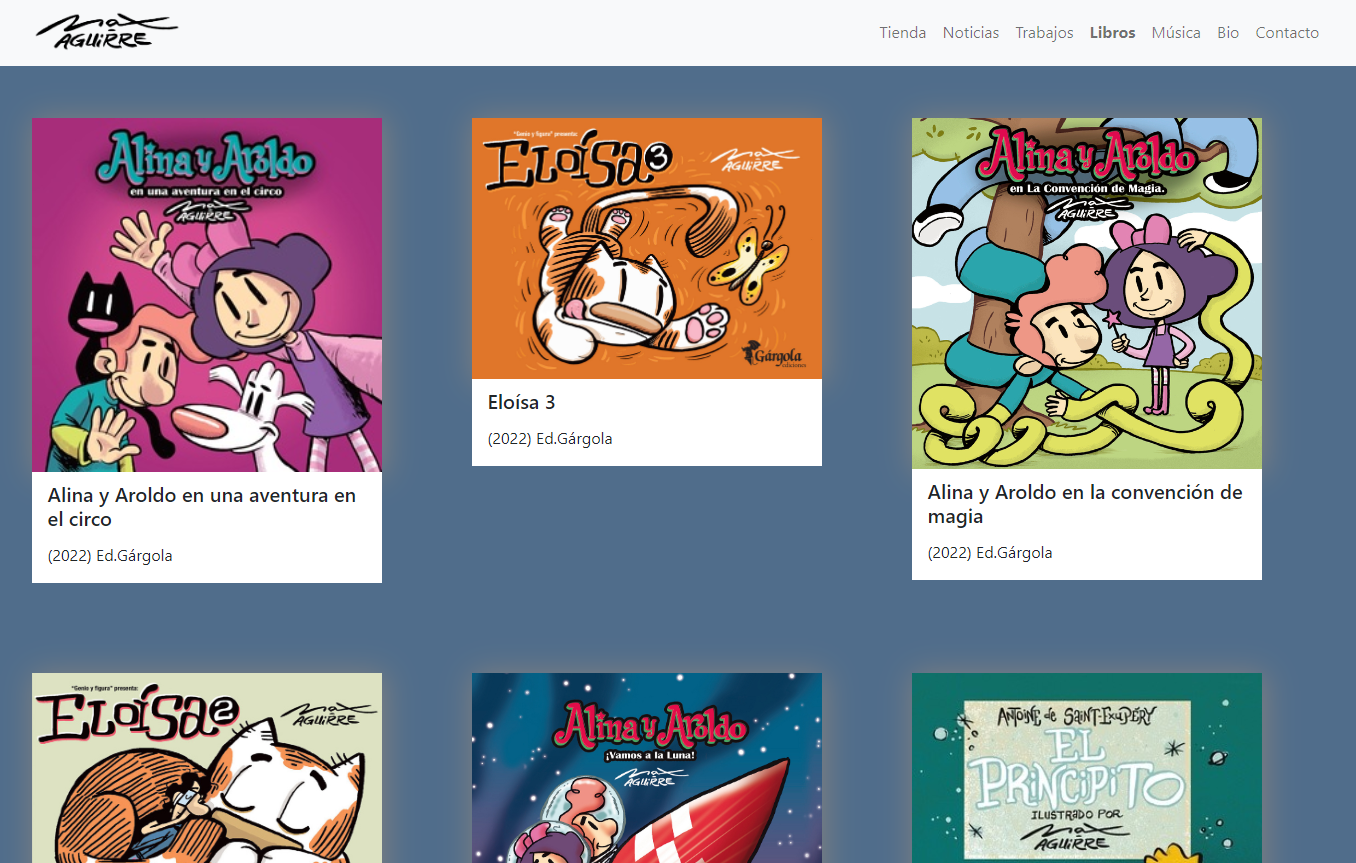 Max
AGUIRRE
Tienda Noticias Trabajos Libros Música Bio Contacto
Alina y Aroldo
en una aventura en el circo
Max
AGUIRRE
Alina y Aroldo en una aventura en
el circo
(2022) Ed.Gárgola
"Genio y figura" presenta:
ELOÍSA 3
Max
AGUIRRE
Gárgola
ediciones
Eloísa 3
(2022) Ed.Gárgola
Alina y Aroldo
en La Convención de Magia.
Max
AGUIRRE
Alina y Aroldo en la convención de
magia
(2022) Ed.Gárgola
"Genio y figura" presenta:
ELOÍSA 2
Max
AGUIRRE
Alina y Aroldo
¡Vamos a la Luna!
Max
AGUIRRE
ANTOINE de SAINT-EXUPÉRY
EL
PRINCIPITO
ILUSTRADO POR
Max
AGUIRRE